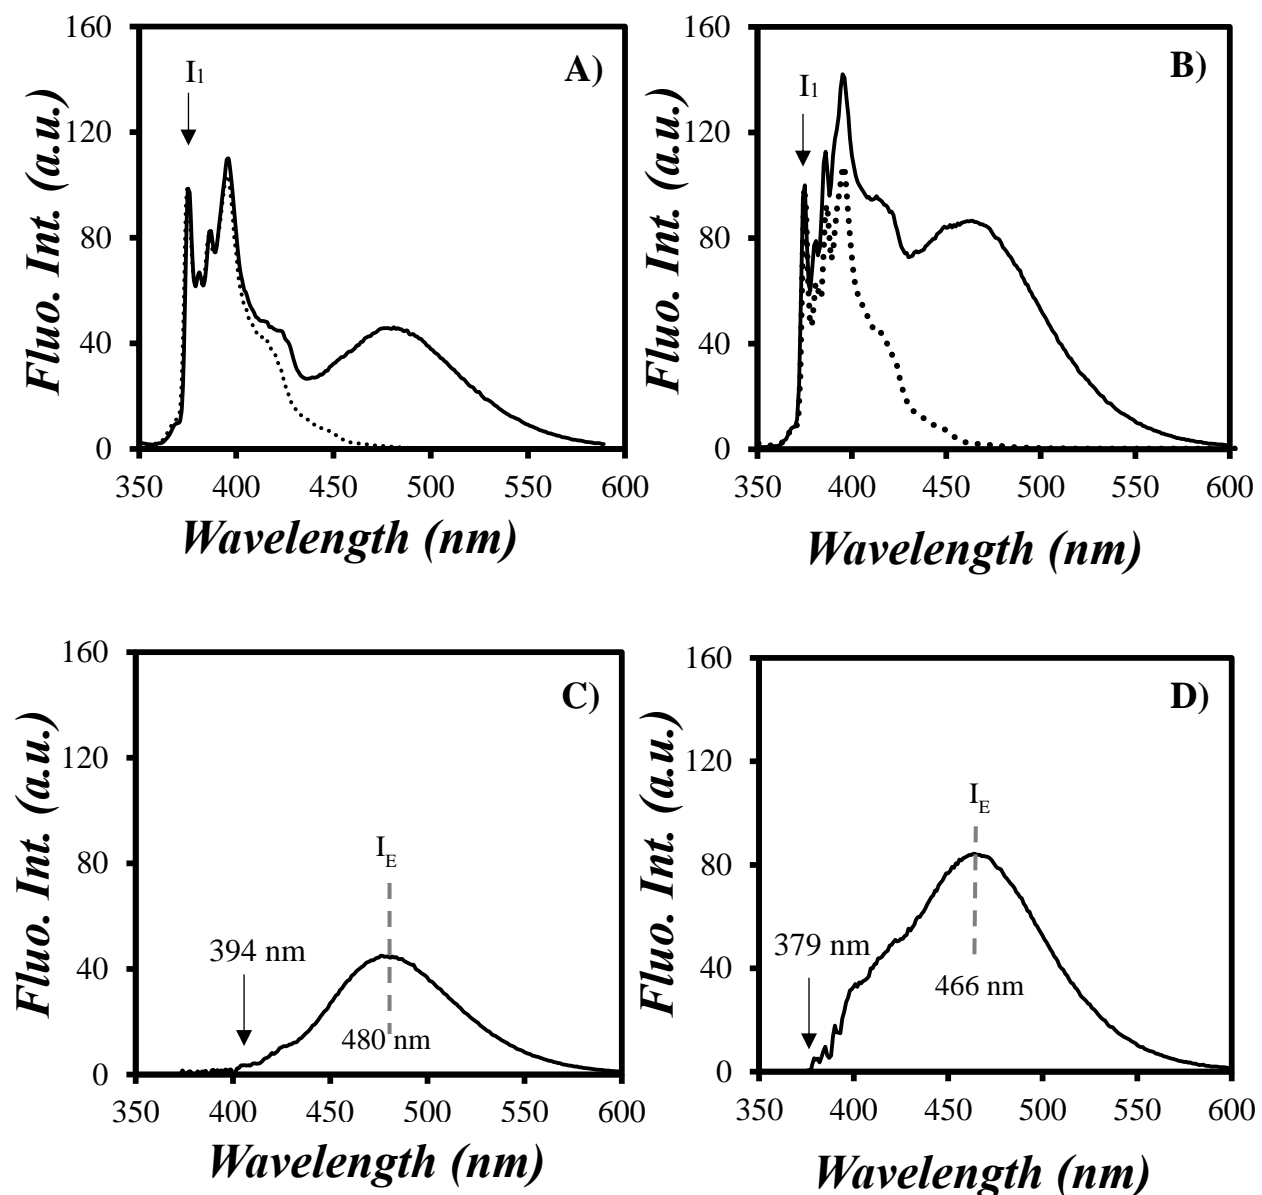 160
120
80
40
0
Fluo. Int. (a.u.)
I1
A)
350 400 450 500 550 600
Wavelength (nm)
160
120
80
40
0
Fluo. Int. (a.u.)
I1
B)
350 400 450 500 550 600
Wavelength (nm)
160
120
80
40
0
Fluo. Int. (a.u.)
C)
IE
394 nm
480 nm
350 400 450 500 550 600
Wavelength (nm)
160
120
80
40
0
Fluo. Int. (a.u.)
D)
IE
379 nm
466 nm
350 400 450 500 550 600
Wavelength (nm)